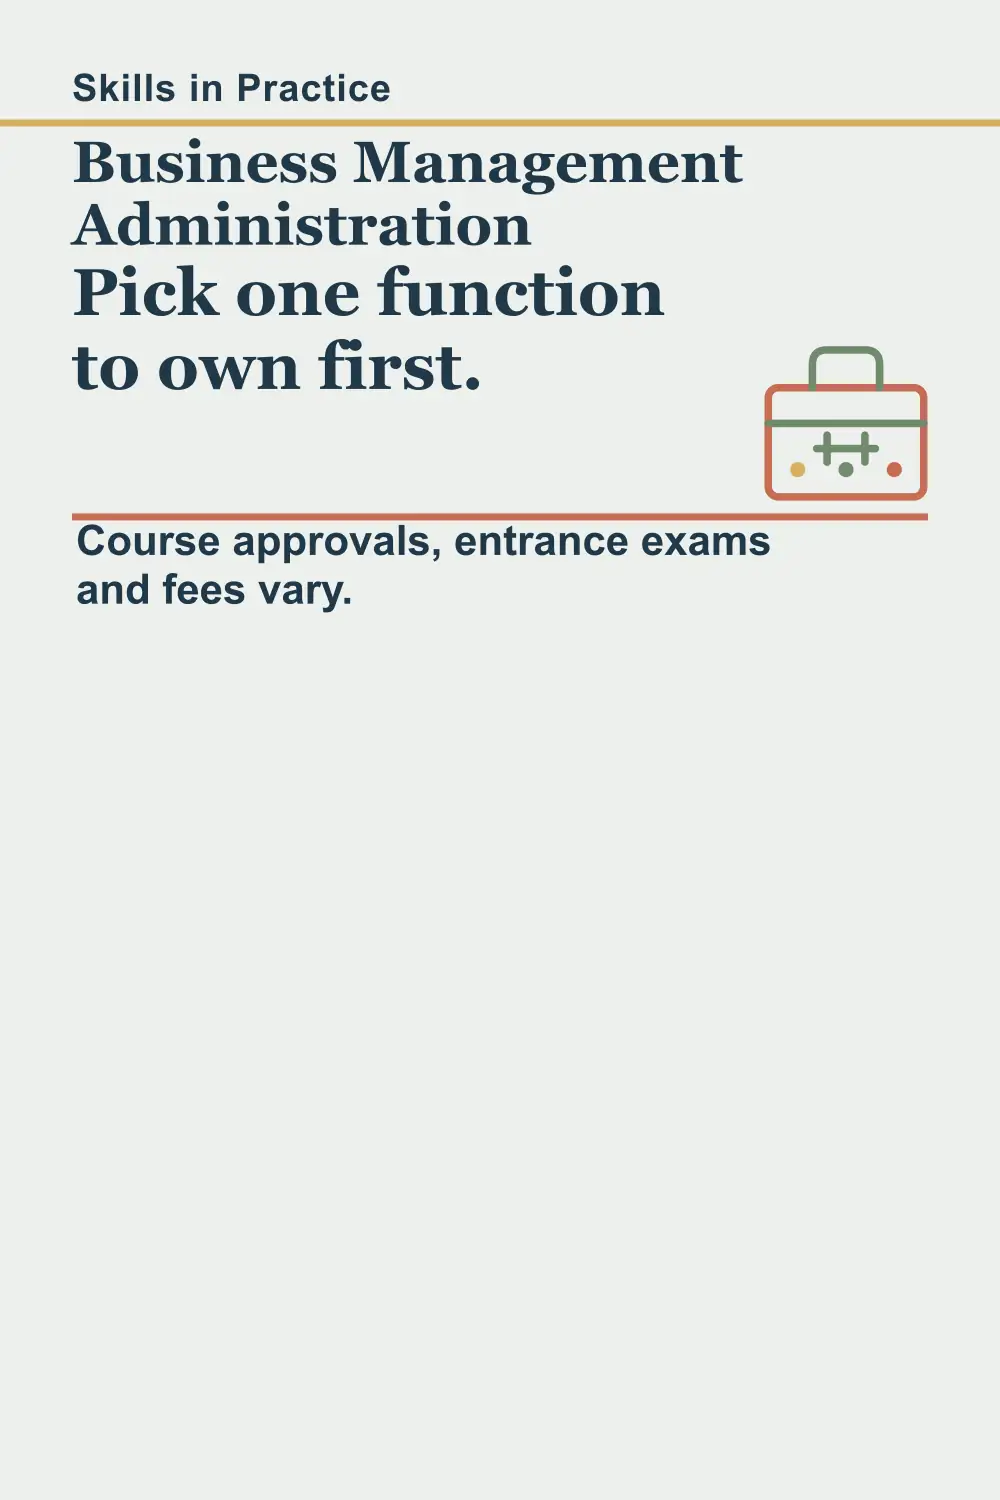 Skills in Practice
Business Management
Administration
Pick one function
to own first.
Course approvals, entrance exams
and fees vary.